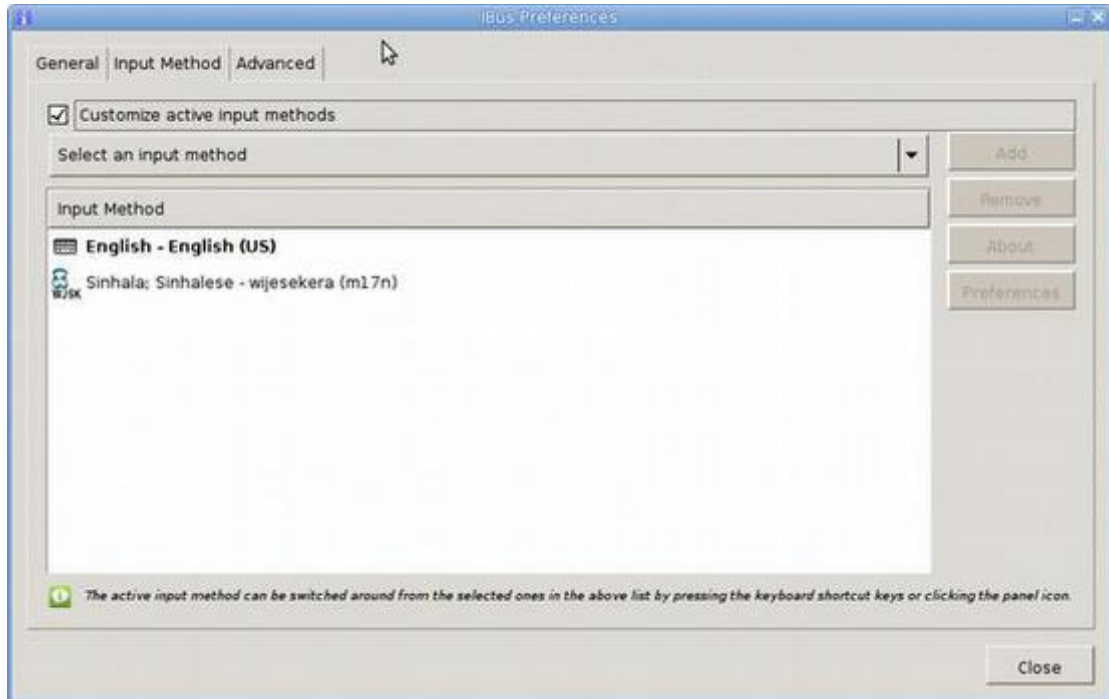 IBus Preferences
General Input Method Advanced
Customize active input methods
Select an input method
Add
Input Method
Remove
English - English (US)
About
Sinhala; Sinhalese - wijesekera (m17n)
Preferences
The active input method can be switched around from the selected ones in the above list by pressing the keyboard shortcut keys or clicking the panel icon.
Close